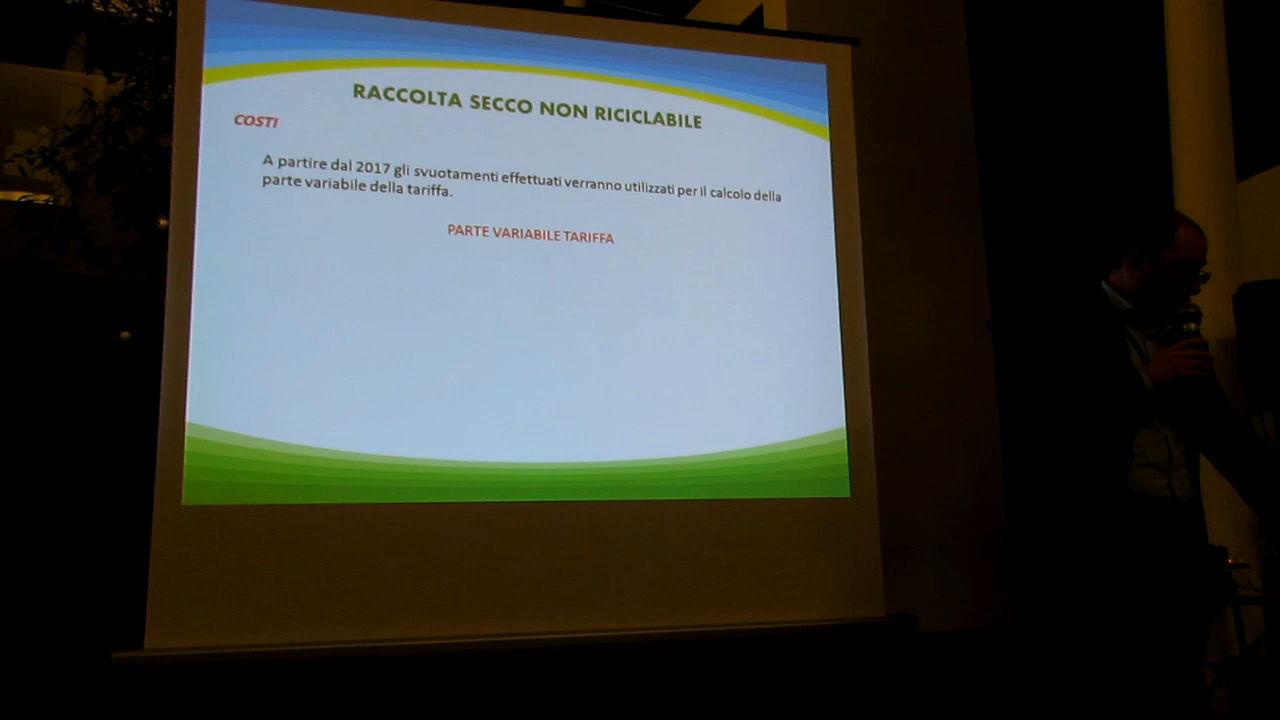 RACCOLTA SECCO NON RICICLABILE
COSTI
A partire dal 2017 gli svuotamenti effettuati verranno utilizzati per il calcolo della
parte variabile della tariffa.
PARTE VARIABILE TARIFFA